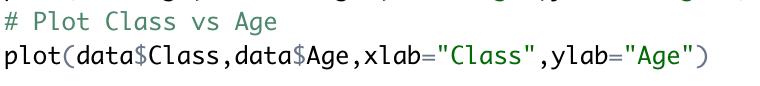 # Plot Class vs Age
plot(data$Class,data$Age,xlab="Class",ylab="Age")